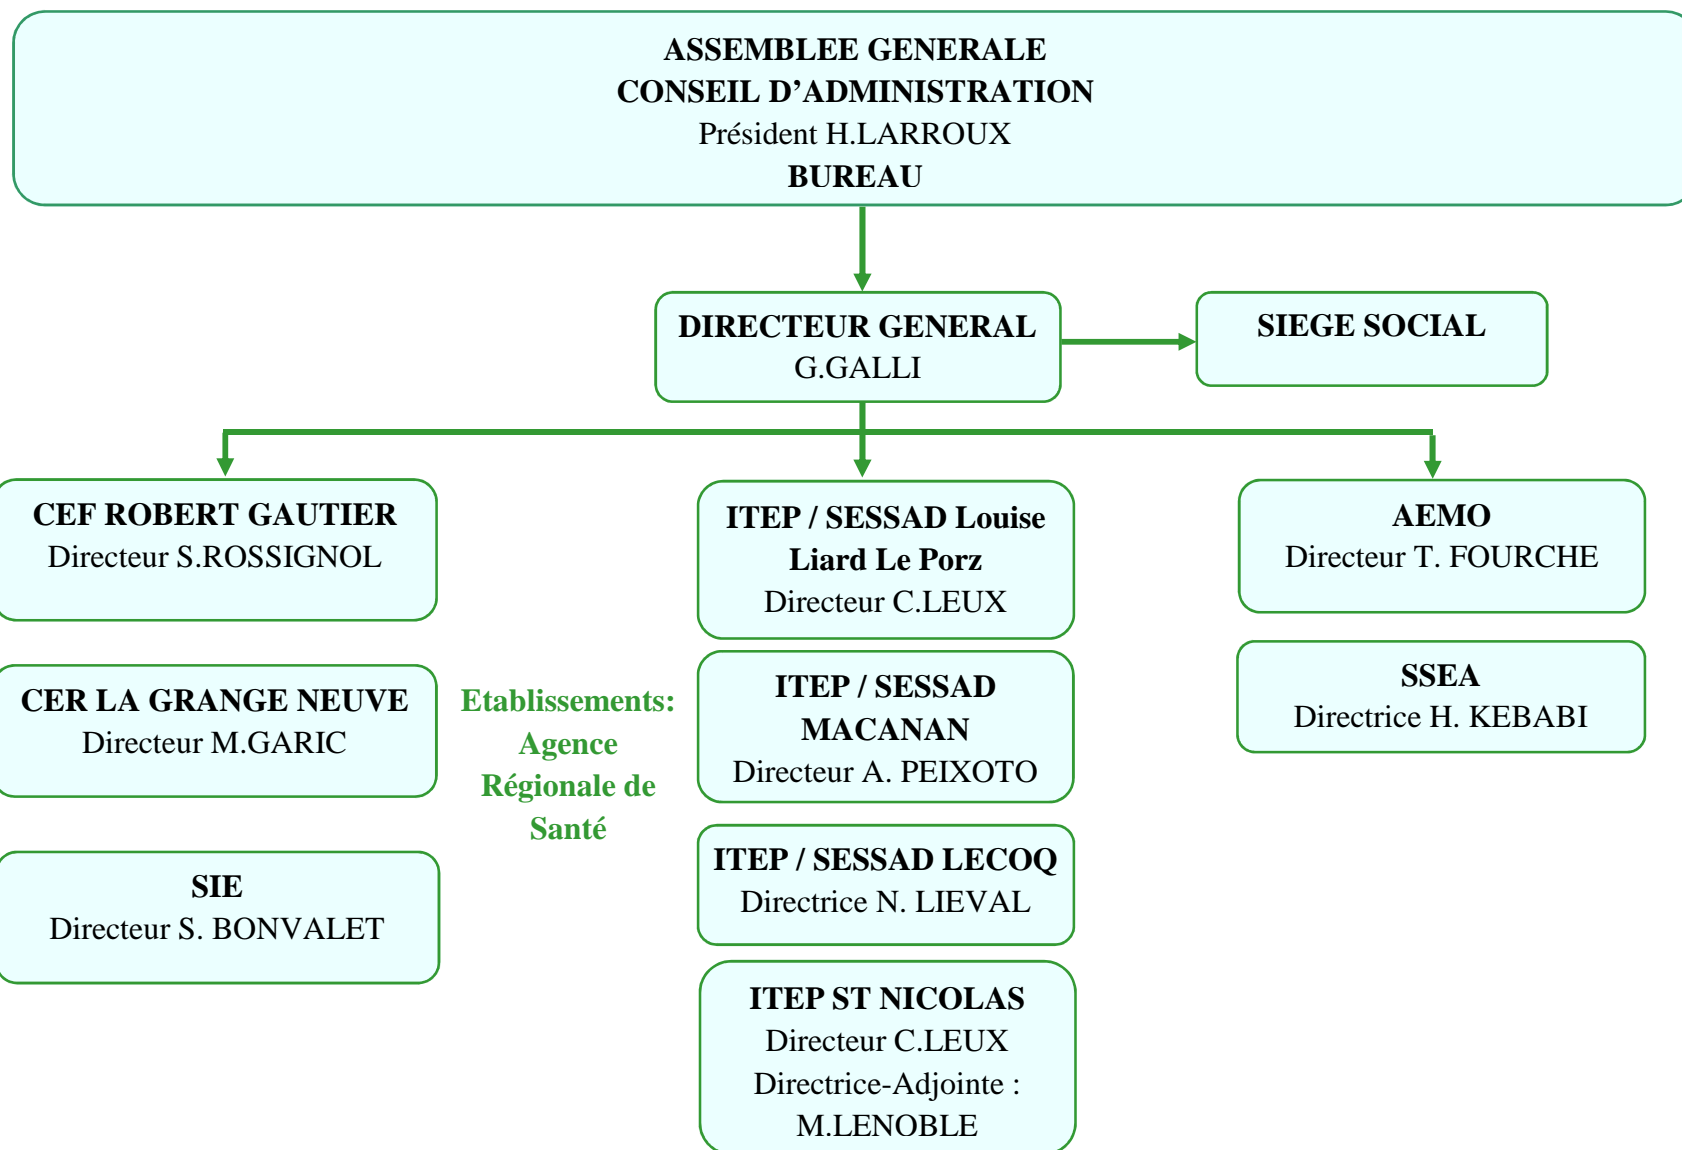 ASSEMBLEE GENERALE
CONSEIL D’ADMINISTRATION
Président H.LARROUX
BUREAU
DIRECTEUR GENERAL
G.GALLI
SIEGE SOCIAL
CEF ROBERT GAUTIER
Directeur S.ROSSIGNOL
CER LA GRANGE NEUVE
Directeur M.GARIC
SIE
Directeur S. BONVALET
Etablissements:
Agence
Régionale de
Santé
ITEP / SESSAD Louise
Liard Le Porz
Directeur C.LEUX
ITEP / SESSAD
MACANAN
Directeur A. PEIXOTO
ITEP / SESSAD LECOQ
Directrice N. LIEVAL
ITEP ST NICOLAS
Directeur C.LEUX
Directrice-Adjointe :
M.LENOBLE
AEMO
Directeur T. FOURCHE
SSEA
Directrice H. KEBABI